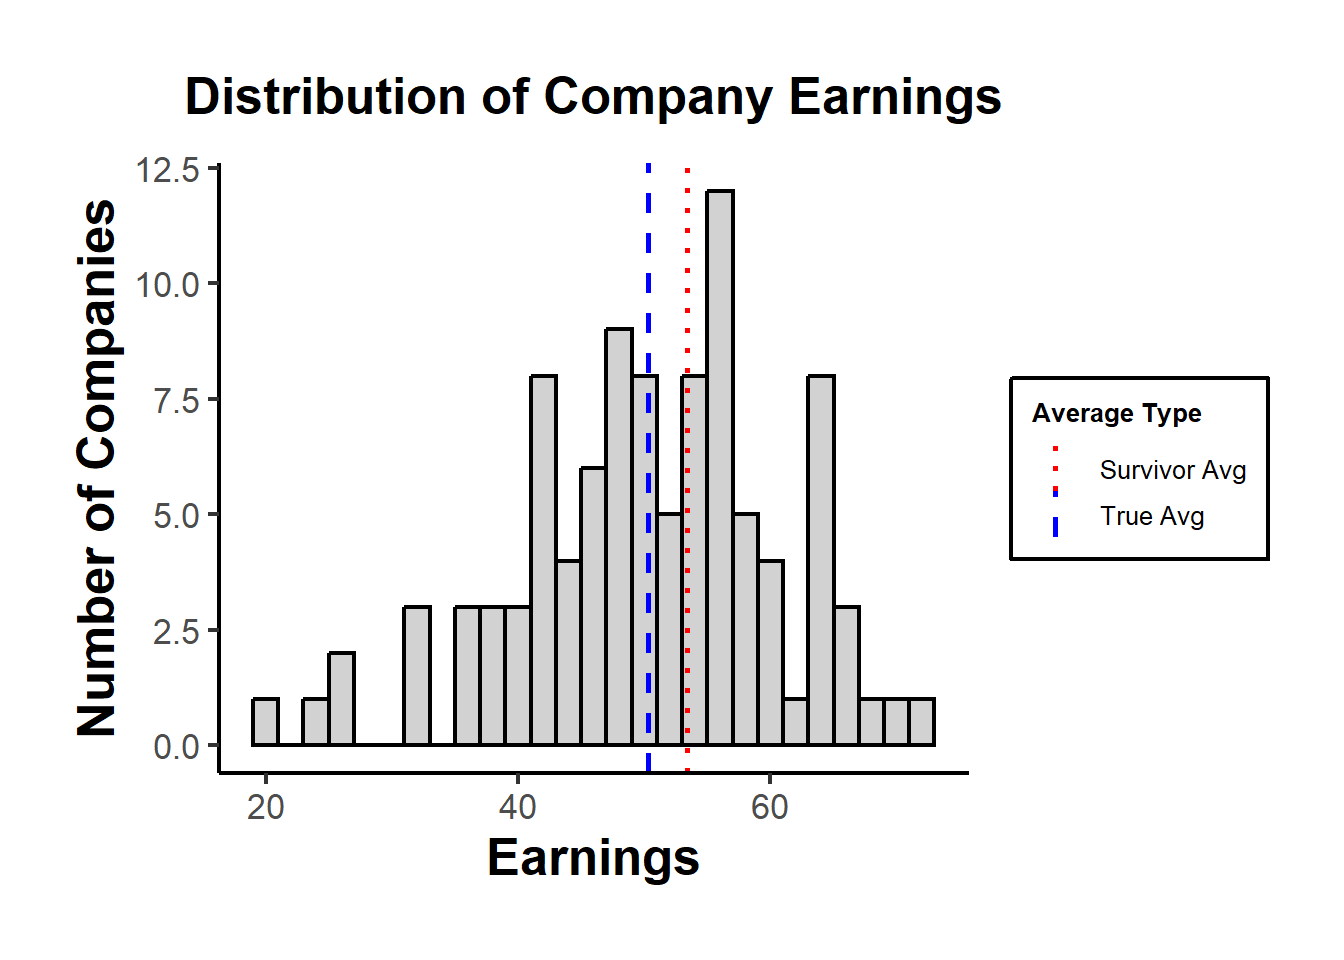 Distribution of Company Earnings
Number of Companies
12.5
10.0
7.5
5.0
2.5
0.0
20
40
60
Earnings
Average Type
Survivor Avg
True Avg